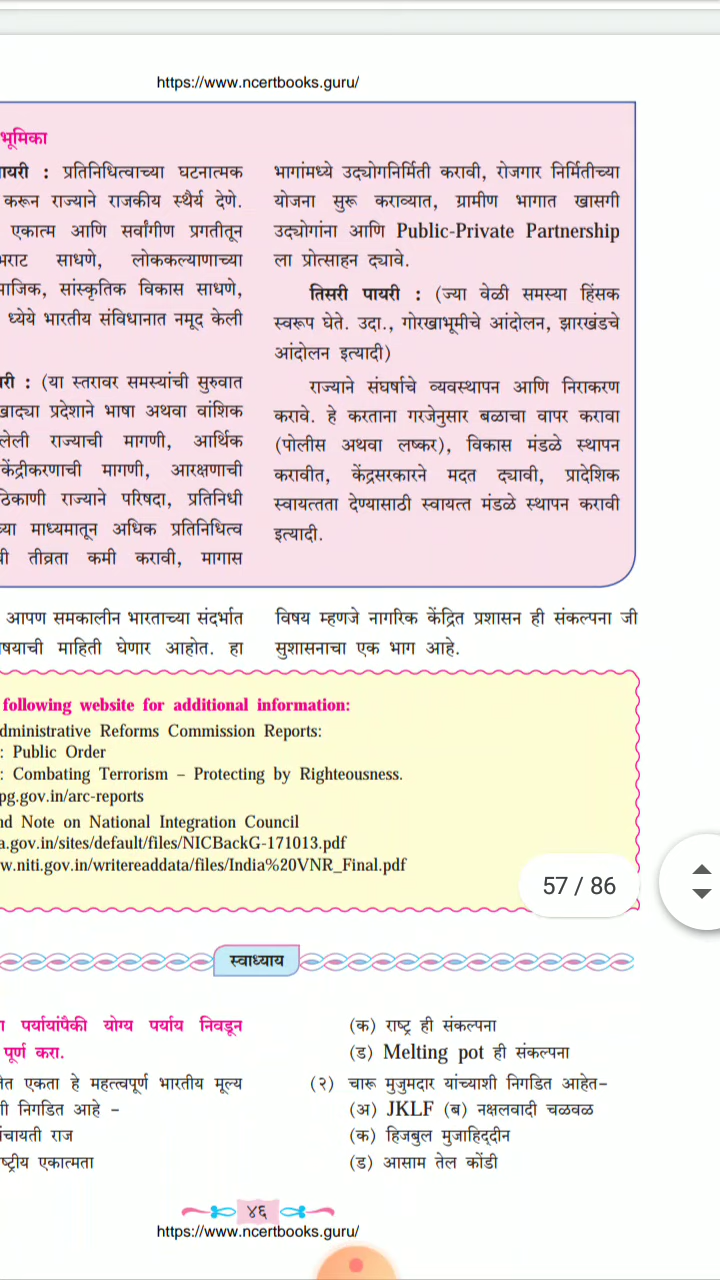 https://www.ncertbooks.guru/
भूमिका
: प्रतिनिधित्वाच्या घटनात्मक
करून राज्याने राजकीय स्थैर्य देणे.
एकात्म आणि सर्वांगीण प्रगतीतून
साधणे, लोककल्याणाच्या
सांस्कृतिक विकास साधणे,
ध्येये भारतीय संविधानात नमूद केली
: (या स्तरावर समस्यांची सुरुवात
प्रदेशाने भाषा अथवा वांशिक
राज्याची मागणी, आर्थिक
मागणी, आरक्षणाची
राज्याने परिषदा, प्रतिनिधी
माध्यमातून अधिक प्रतिनिधित्व
तीव्रता कमी करावी, मागास
भागांमध्ये उद्योगनिर्मिती करावी, रोजगार निर्मितीच्या
योजना सुरू कराव्यात, ग्रामीण भागात खासगी
उद्योगांना आणि Public-Private Partnership
ला प्रोत्साहन द्यावे.
तिसरी पायरी : (ज्या वेळी समस्या हिंसक
स्वरूप घेते. उदा., गोरखाभूमीचे आंदोलन, झारखंडचे
आंदोलन इत्यादी)
राज्याने संघर्षाचे व्यवस्थापन आणि निराकरण
करावे. हे करताना गरजेनुसार बळाचा वापर करावा
(पोलीस अथवा लष्कर), विकास मंडळे स्थापन
करावीत, केंद्रसरकारने मदत द्यावी, प्रादेशिक
स्वायत्तता देण्यासाठी स्वायत्त मंडळे स्थापन करावी
इत्यादी.
आपण समकालीन भारताच्या संदर्भात
माहिती घेणार आहोत. हा
विषय म्हणजे नागरिक केंद्रित प्रशासन ही संकल्पना जी
सुशासनाचा एक भाग आहे.
following website for additional information:
dministrative Reforms Commission Reports:
: Public Order
: Combating Terrorism – Protecting by Righteousness.
pg.gov.in/arc-reports
nd Note on National Integration Council
a.gov.in/sites/default/files/NICBackG-171013.pdf
w.niti.gov.in/writereaddata/files/India%20VNR_Final.pdf
57 / 86
स्वाध्याय
पर्यायांपैकी योग्य पर्याय निवडून
पूर्ण करा.
एकता हे महत्त्वपूर्ण भारतीय मूल्य
निगडित आहे –
राज
एकात्मता
(क) राष्ट्र ही संकल्पना
(ड) Melting pot ही संकल्पना
(२) चारू मुजुमदार यांच्याशी निगडित आहेत–
(अ) JKLF (ब) नक्षलवादी चळवळ
(क) हिजबुल मुजाहिद्दीन
(ड) आसाम तेल कोंडी
४६
https://www.ncertbooks.guru/